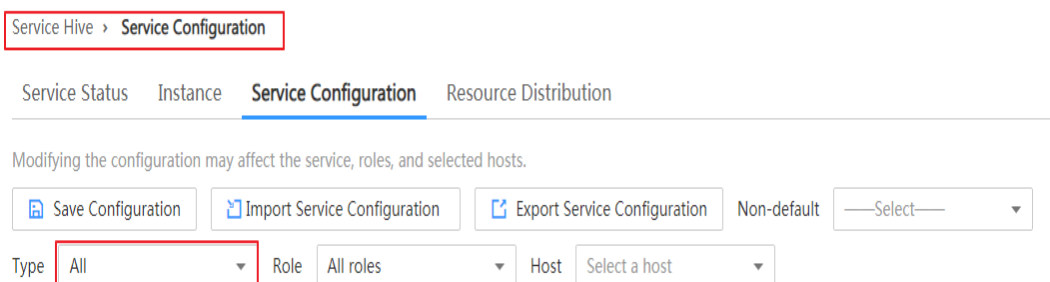 Service Hive › Service Configuration
Service Status Instance Service Configuration Resource Distribution
Modifying the configuration may affect the service, roles, and selected hosts.
Save Configuration Import Service Configuration Export Service Configuration Non-default ——Select——
Type All Role All roles Host Select a host